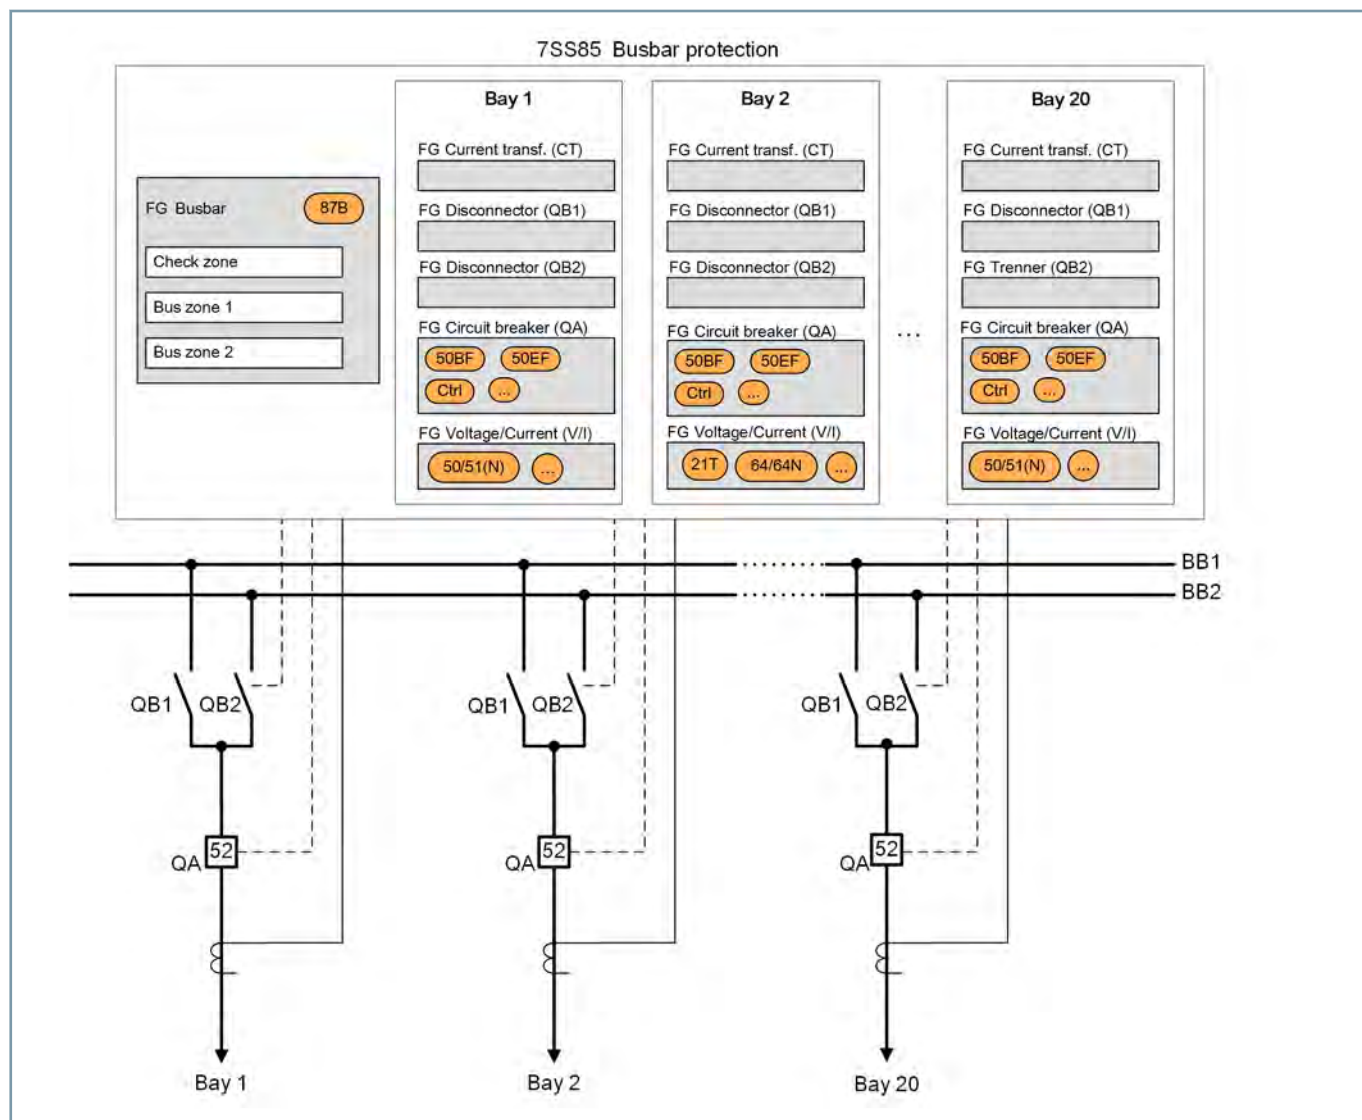 7SS85 Busbar protection
FG Busbar
87B
Check zone
Bus zone 1
Bus zone 2
Bay 1
FG Current transf. (CT)
FG Disconnector (QB1)
FG Disconnector (QB2)
FG Circuit breaker (QA)
50BF 50EF
Ctrl ...
FG Voltage/Current (V/I)
50/51(N) ...
Bay 2
FG Current transf. (CT)
FG Disconnector (QB1)
FG Disconnector (QB2)
FG Circuit breaker (QA)
50BF 50EF
Ctrl ...
FG Voltage/Current (V/I)
21T 64/64N ...
...
Bay 20
FG Current transf. (CT)
FG Disconnector (QB1)
FG Trenner (QB2)
FG Circuit breaker (QA)
50BF 50EF
Ctrl ...
FG Voltage/Current (V/I)
50/51(N) ...
BB1
BB2
QB1 QB2 QB1 QB2 QB1 QB2
QA 52 QA 52 QA 52
Bay 1 Bay 2 Bay 20